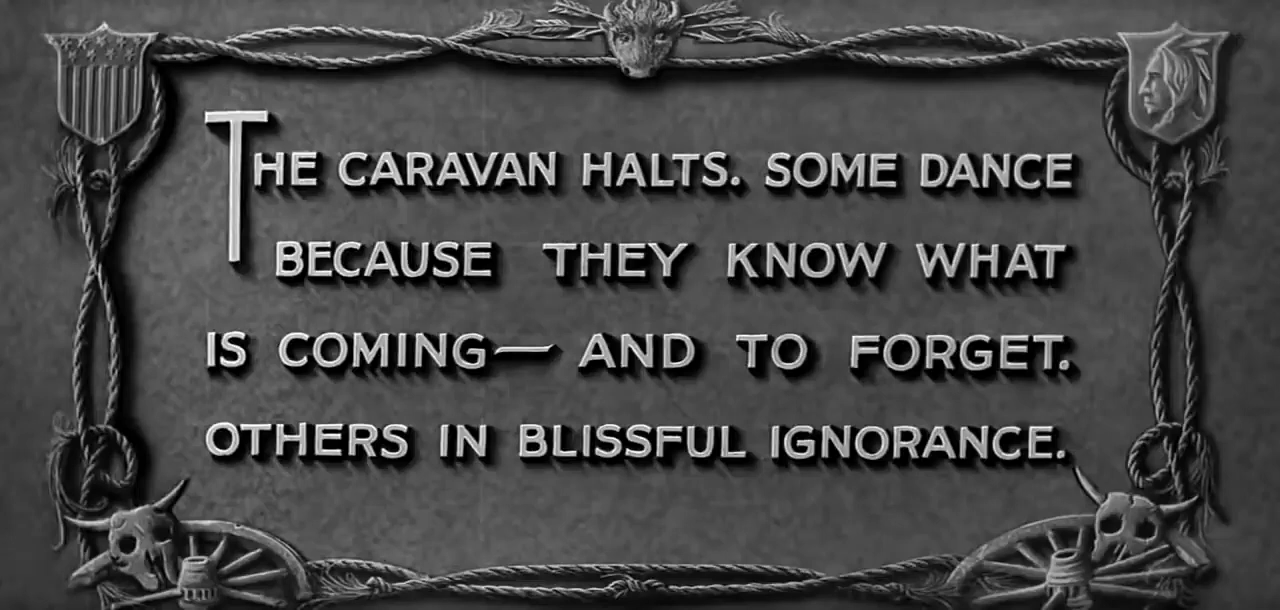 THE CARAVAN HALTS. SOME DANCE
BECAUSE THEY KNOW WHAT
IS COMING— AND TO FORGET.
OTHERS IN BLISSFUL IGNORANCE.